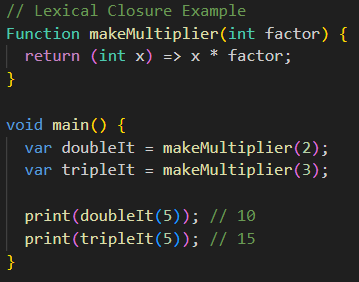 // Lexical Closure Example
Function makeMultiplier(int factor) {
  return (int x) => x * factor;
}

void main() {
  var doubleIt = makeMultiplier(2);
  var tripleIt = makeMultiplier(3);

  print(doubleIt(5)); // 10
  print(tripleIt(5)); // 15
}